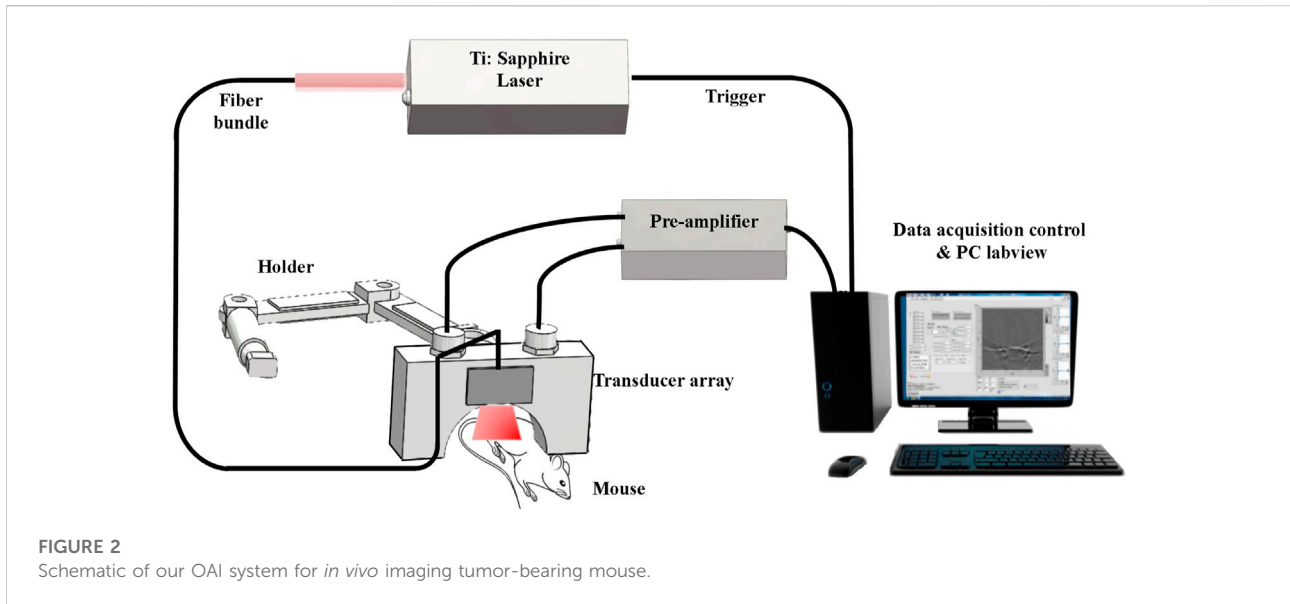 Ti: Sapphire
Laser
Fiber
bundle
Trigger
Pre-amplifier
Data acquisition control
& PC labview
Holder
Transducer array
Mouse
FIGURE 2
Schematic of our OAI system for in vivo imaging tumor-bearing mouse.